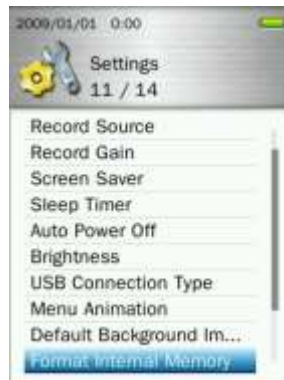 2009/01/01 0:00
Settings
11 / 14
Record Source
Record Gain
Screen Saver
Sleep Timer
Auto Power Off
Brightness
USB Connection Type
Menu Animation
Default Background Im...
Format Internal Memory